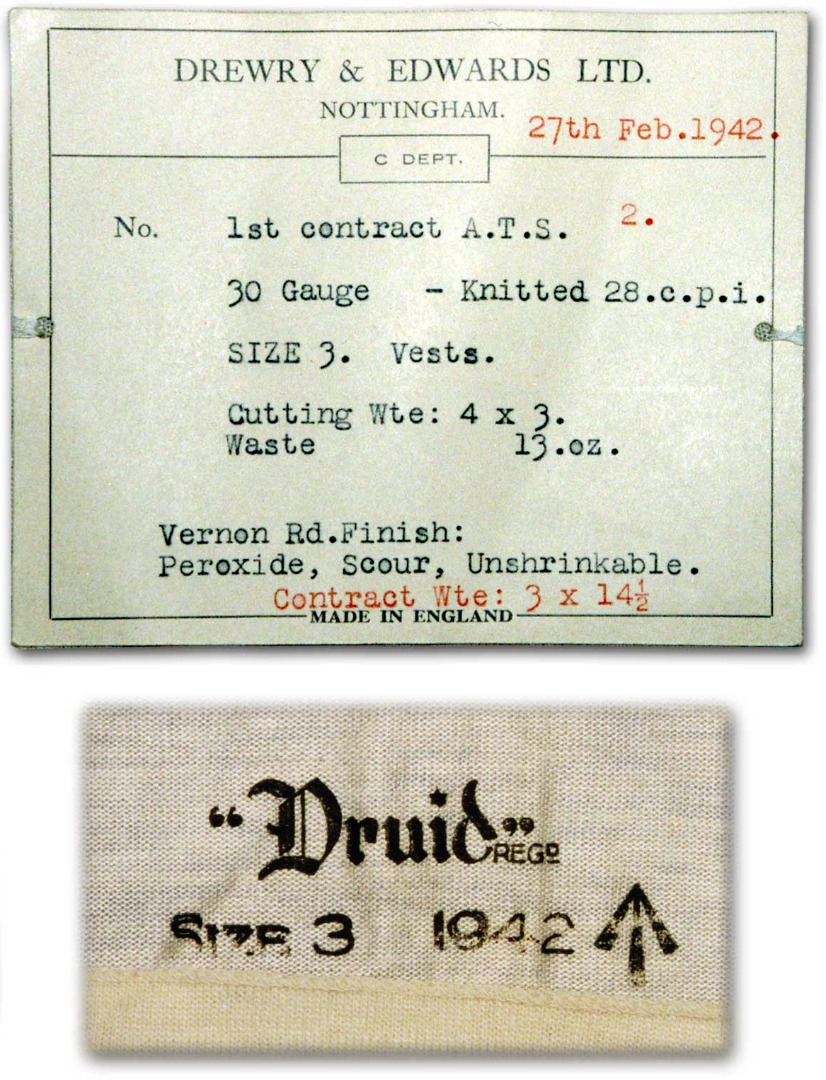 DREWRY & EDWARDS LTD.
NOTTINGHAM.
27th Feb.1942.
C DEPT.
No. 1st contract A.T.S. 2.
30 Gauge - Knitted 28.c.p.i.
SIZE 3. Vests.
Cutting Wte: 4 x 3.
Waste 13.oz.
Vernon Rd.Finish:
Peroxide, Scour, Unshrinkable.
Contract Wte: 3 x 14½
MADE IN ENGLAND
"Druid" REGD
SIZE 3 1942